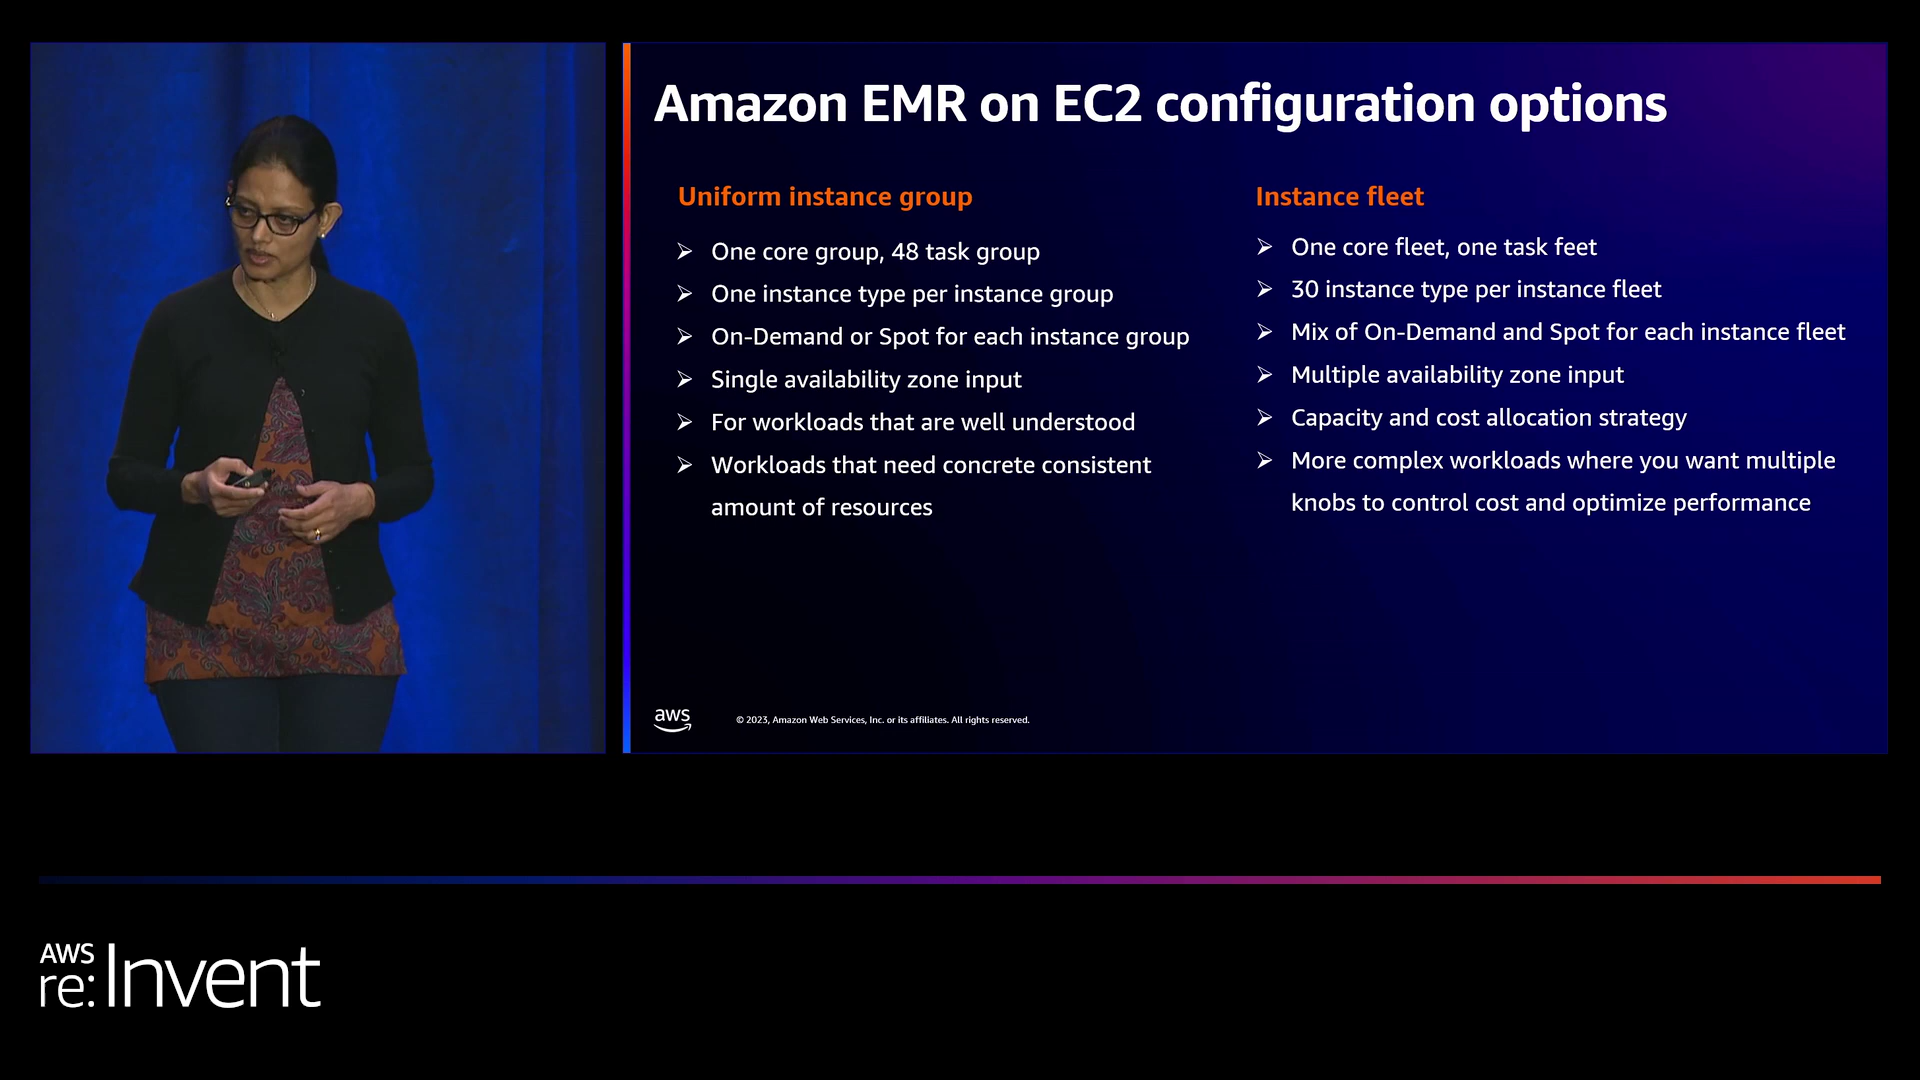 Amazon EMR on EC2 configuration options
Uniform instance group
➢ One core group, 48 task group
➢ One instance type per instance group
➢ On-Demand or Spot for each instance group
➢ Single availability zone input
➢ For workloads that are well understood
➢ Workloads that need concrete consistent
amount of resources
Instance fleet
➢ One core fleet, one task feet
➢ 30 instance type per instance fleet
➢ Mix of On-Demand and Spot for each instance fleet
➢ Multiple availability zone input
➢ Capacity and cost allocation strategy
➢ More complex workloads where you want multiple
knobs to control cost and optimize performance
aws
© 2023, Amazon Web Services, Inc. or its affiliates. All rights reserved.
AWS
re:Invent